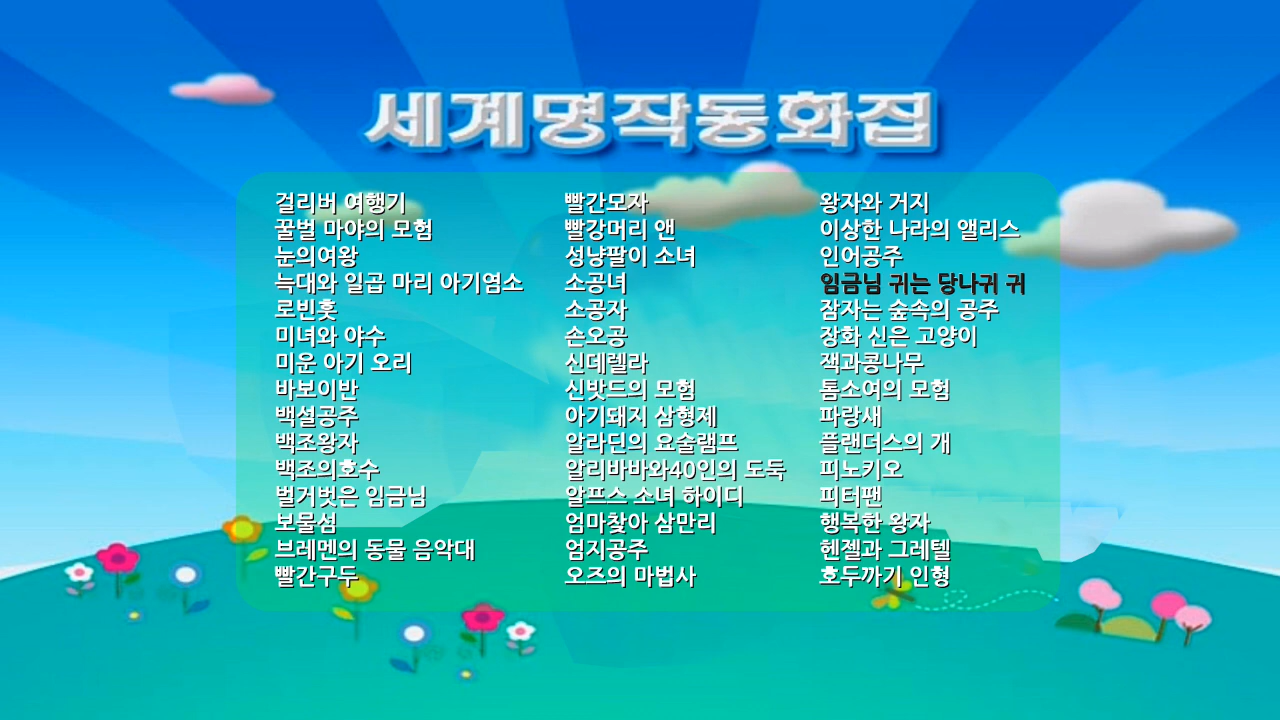 세계명작동화집
걸리버 여행기
꿀벌 마야의 모험
눈의여왕
늑대와 일곱 마리 아기염소
로빈훗
미녀와 야수
미운 아기 오리
바보이반
백설공주
백조왕자
백조의호수
벌거벗은 임금님
보물섬
브레멘의 동물 음악대
빨간구두
빨간모자
빨강머리 앤
성냥팔이 소녀
소공녀
소공자
손오공
신데렐라
신밧드의 모험
아기돼지 삼형제
알라딘의 요술램프
알리바바와40인의 도둑
알프스 소녀 하이디
엄마찾아 삼만리
엄지공주
오즈의 마법사
왕자와 거지
이상한 나라의 앨리스
인어공주
임금님 귀는 당나귀 귀
잠자는 숲속의 공주
장화 신은 고양이
잭과콩나무
톰소여의 모험
파랑새
플랜더스의 개
피노키오
피터팬
행복한 왕자
헨젤과 그레텔
호두까기 인형